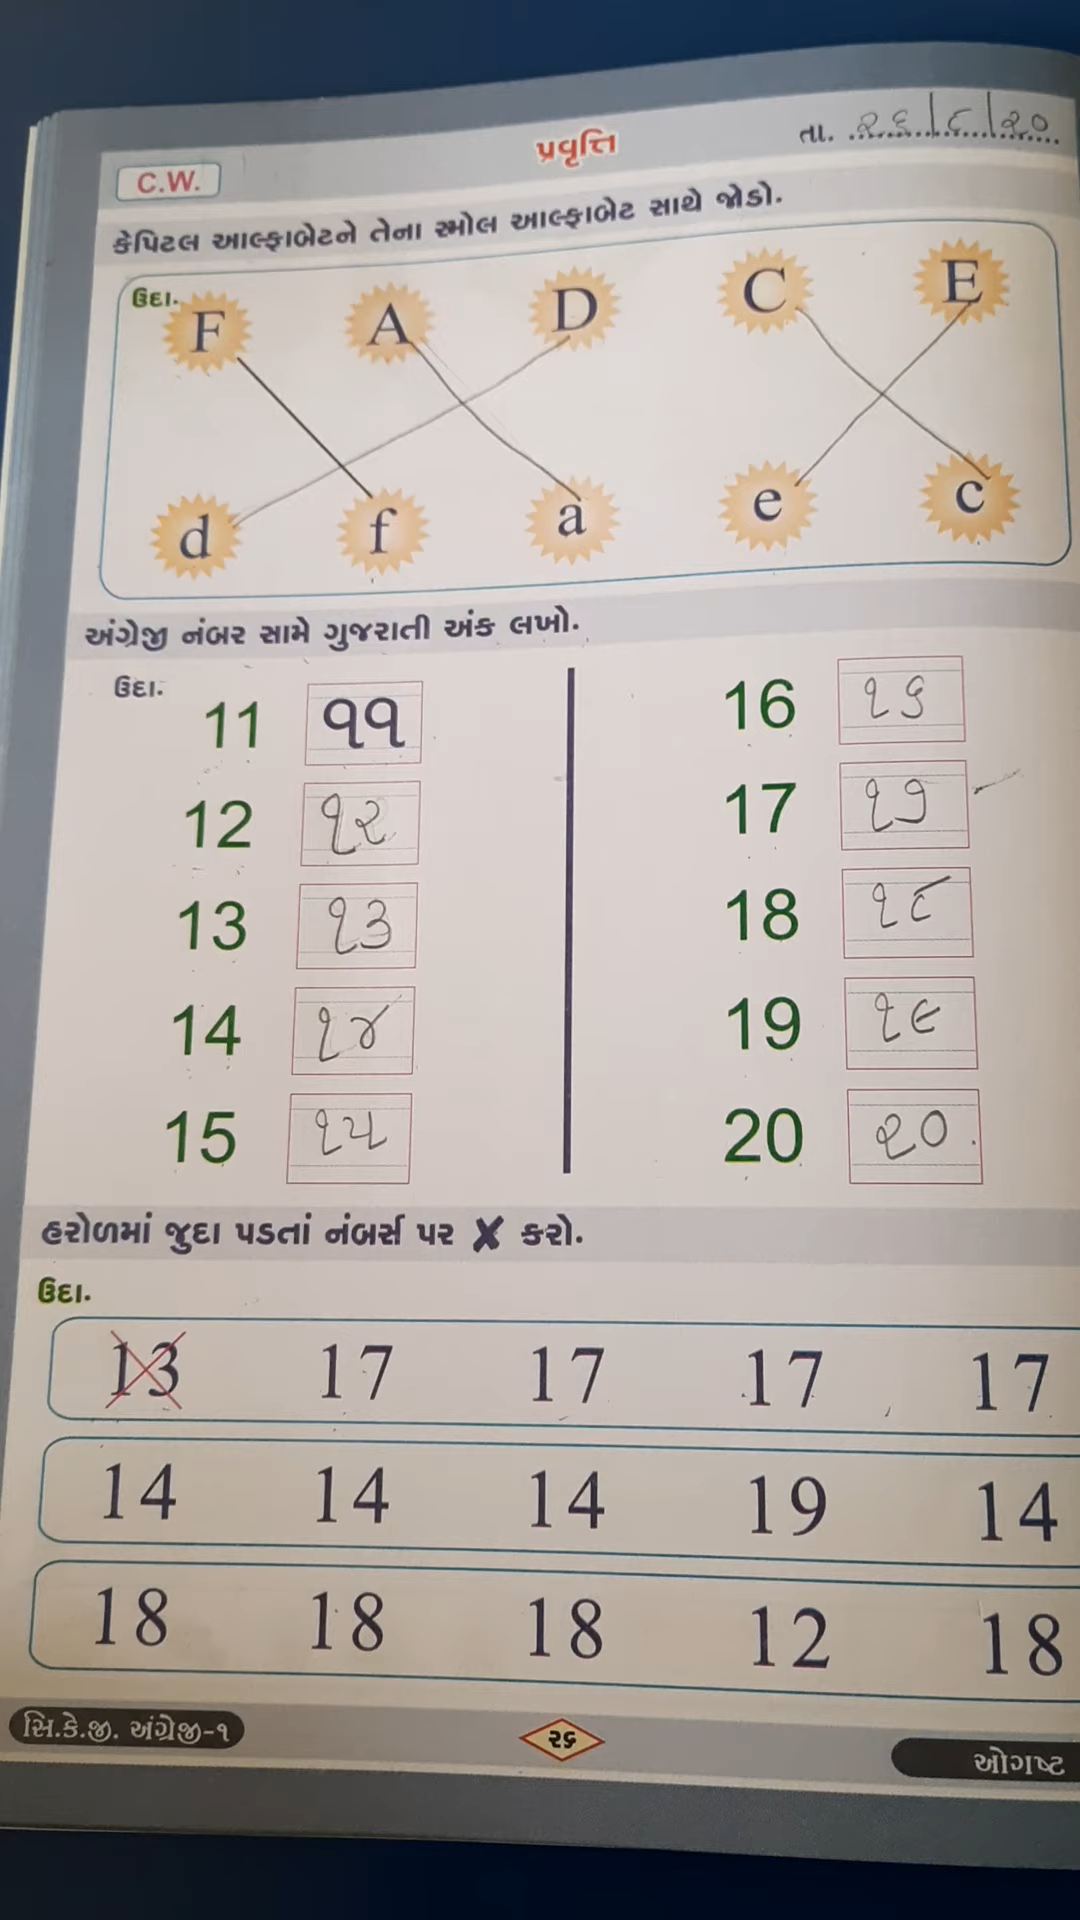 તા. ૨૬/૮/૨૦
પ્રવૃત્તિ
C.W.
કેપિટલ આલ્ફાબેટને તેના સ્મોલ આલ્ફાબેટ સાથે જોડો.
ઉદા.
F A D C E
d f a e c
અંગ્રેજી નંબર સામે ગુજરાતી અંક લખો.
ઉદા.
11 ૧૧ 16 ૧૬
12 ૧૨ 17 ૧૭
13 ૧૩ 18 ૧૮
14 ૧૪ 19 ૧૯
15 ૧૫ 20 ૨૦
હરોળમાં જુદા પડતાં નંબર્સ પર ✗ કરો.
ઉદા.
13 17 17 17 17
14 14 14 19 14
18 18 18 12 18
સિ.કે.જી. અંગ્રેજી-૧ ૨૬ ઓગષ્ટ